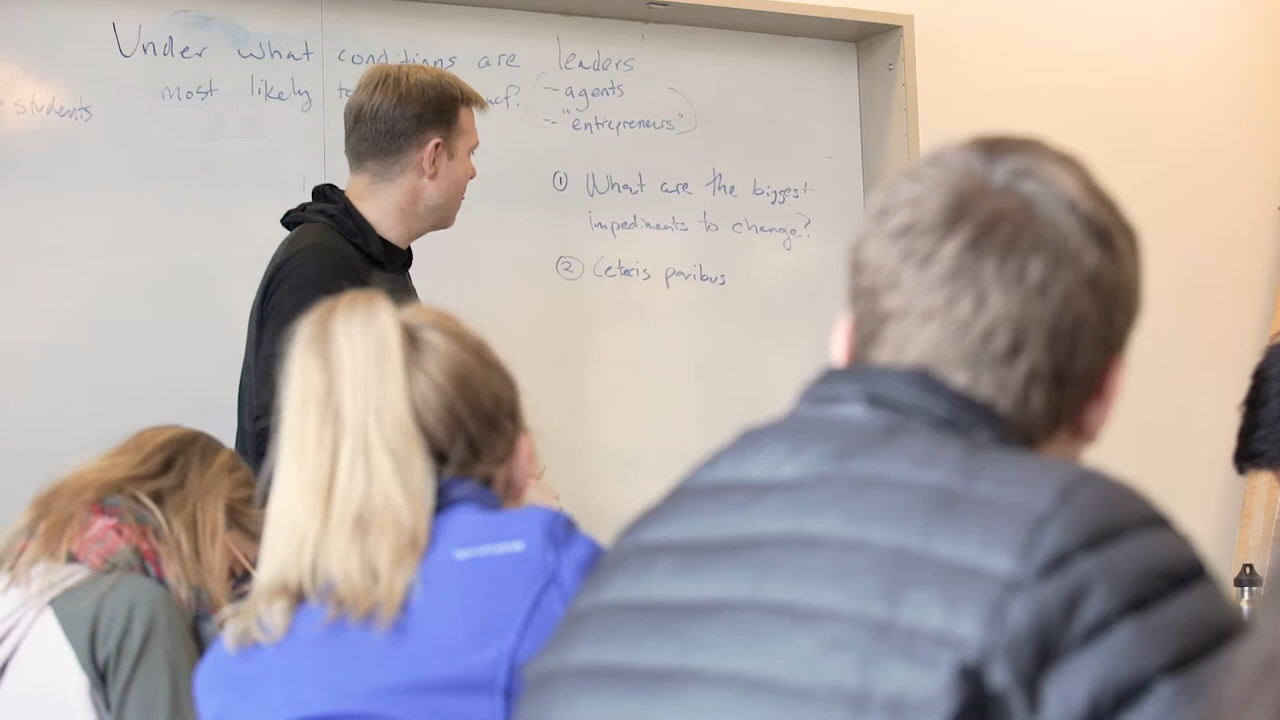 Under what conditions are leaders
most likely to
- agents
- "entrepreneurs"
students
① What are the biggest
impediments to change?
② Ceteris paribus